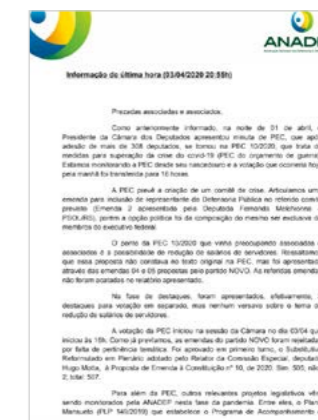 ANADE
Informação de última hora (03/04/2020 20:55h)
Prezadas associadas e associados,
Como anteriormente informado, na noite de 01 de abril,
Presidente da Câmara dos Deputados apresentou minuta de PEC, que apó
adesão de mais de 308 deputados, se tornou na PEC 10/2020, que trata d
medidas para superação da crise do covid-19 (PEC do orçamento de guerra)
Estamos monitorando a PEC desde seu nascedouro e a votação que ocorreria hoj
pela manhã foi transferida para 16 horas.
A PEC prevê a criação de um comitê de crise. Articulamos um
emenda para inclusão de representante da Defensoria Pública no referido comit
previsto (Emenda 2 apresentada pela Deputada Fernanda Melchionna
PSOL/RS), porém a opção política foi da composição do mesmo ser exclusiva d
membros do executivo federal.
O ponto da PEC 10/2020 que vinha preocupando associadas
associados é a possibilidade de redução de salários de servidores. Ressaltamo
que essa proposta não constava no texto original na PEC, mas foi apresentad
através das emendas 04 e 05 propostas pelo partido NOVO. As referidas emenda
não foram acatadas no relatório apresentado.
Na fase de destaques, foram apresentados, efetivamente,
destaques para votação em separado, mas nenhum versava sobre o tema d
redução de salários de servidores.
A votação da PEC iniciou na sessão da Câmara no dia 03/04 qu
iniciou às 16h. Como já prevíamos, as emendas do partido NOVO foram rejeitada
por falta de pertinência temática. Foi aprovado em primeiro turno, o Substitutiv
Reformulado em Plenário adotado pelo Relator da Comissão Especial, deputad
Hugo Motta, à Proposta de Emenda à Constituição nº 10, de 2020. Sim: 505; não
2; total: 507.
Para além da PEC, outros relevantes projetos legislativos vê
sendo monitorados pela ANADEF nesta fase da pandemia. Entre eles, o Plan
Mansueto (PLP 149/2019) que estabelece o Programa de Acompanhamento